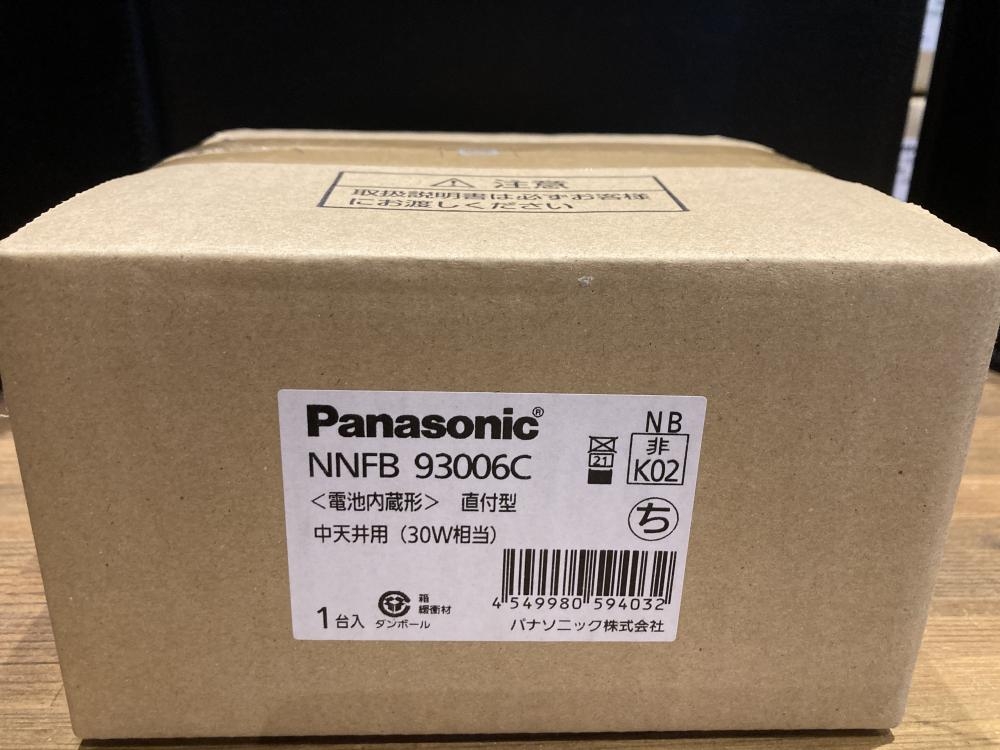 ⚠ 注意
取扱説明書は必ずお客様
にお渡しください
Panasonic®
NNFB 93006C
<電池内蔵形> 直付型
中天井用（30W相当）
NB
21
非
K02
ち
1台入
箱
緩衝材
ダンボール
4 549980 594032
パナソニック株式会社